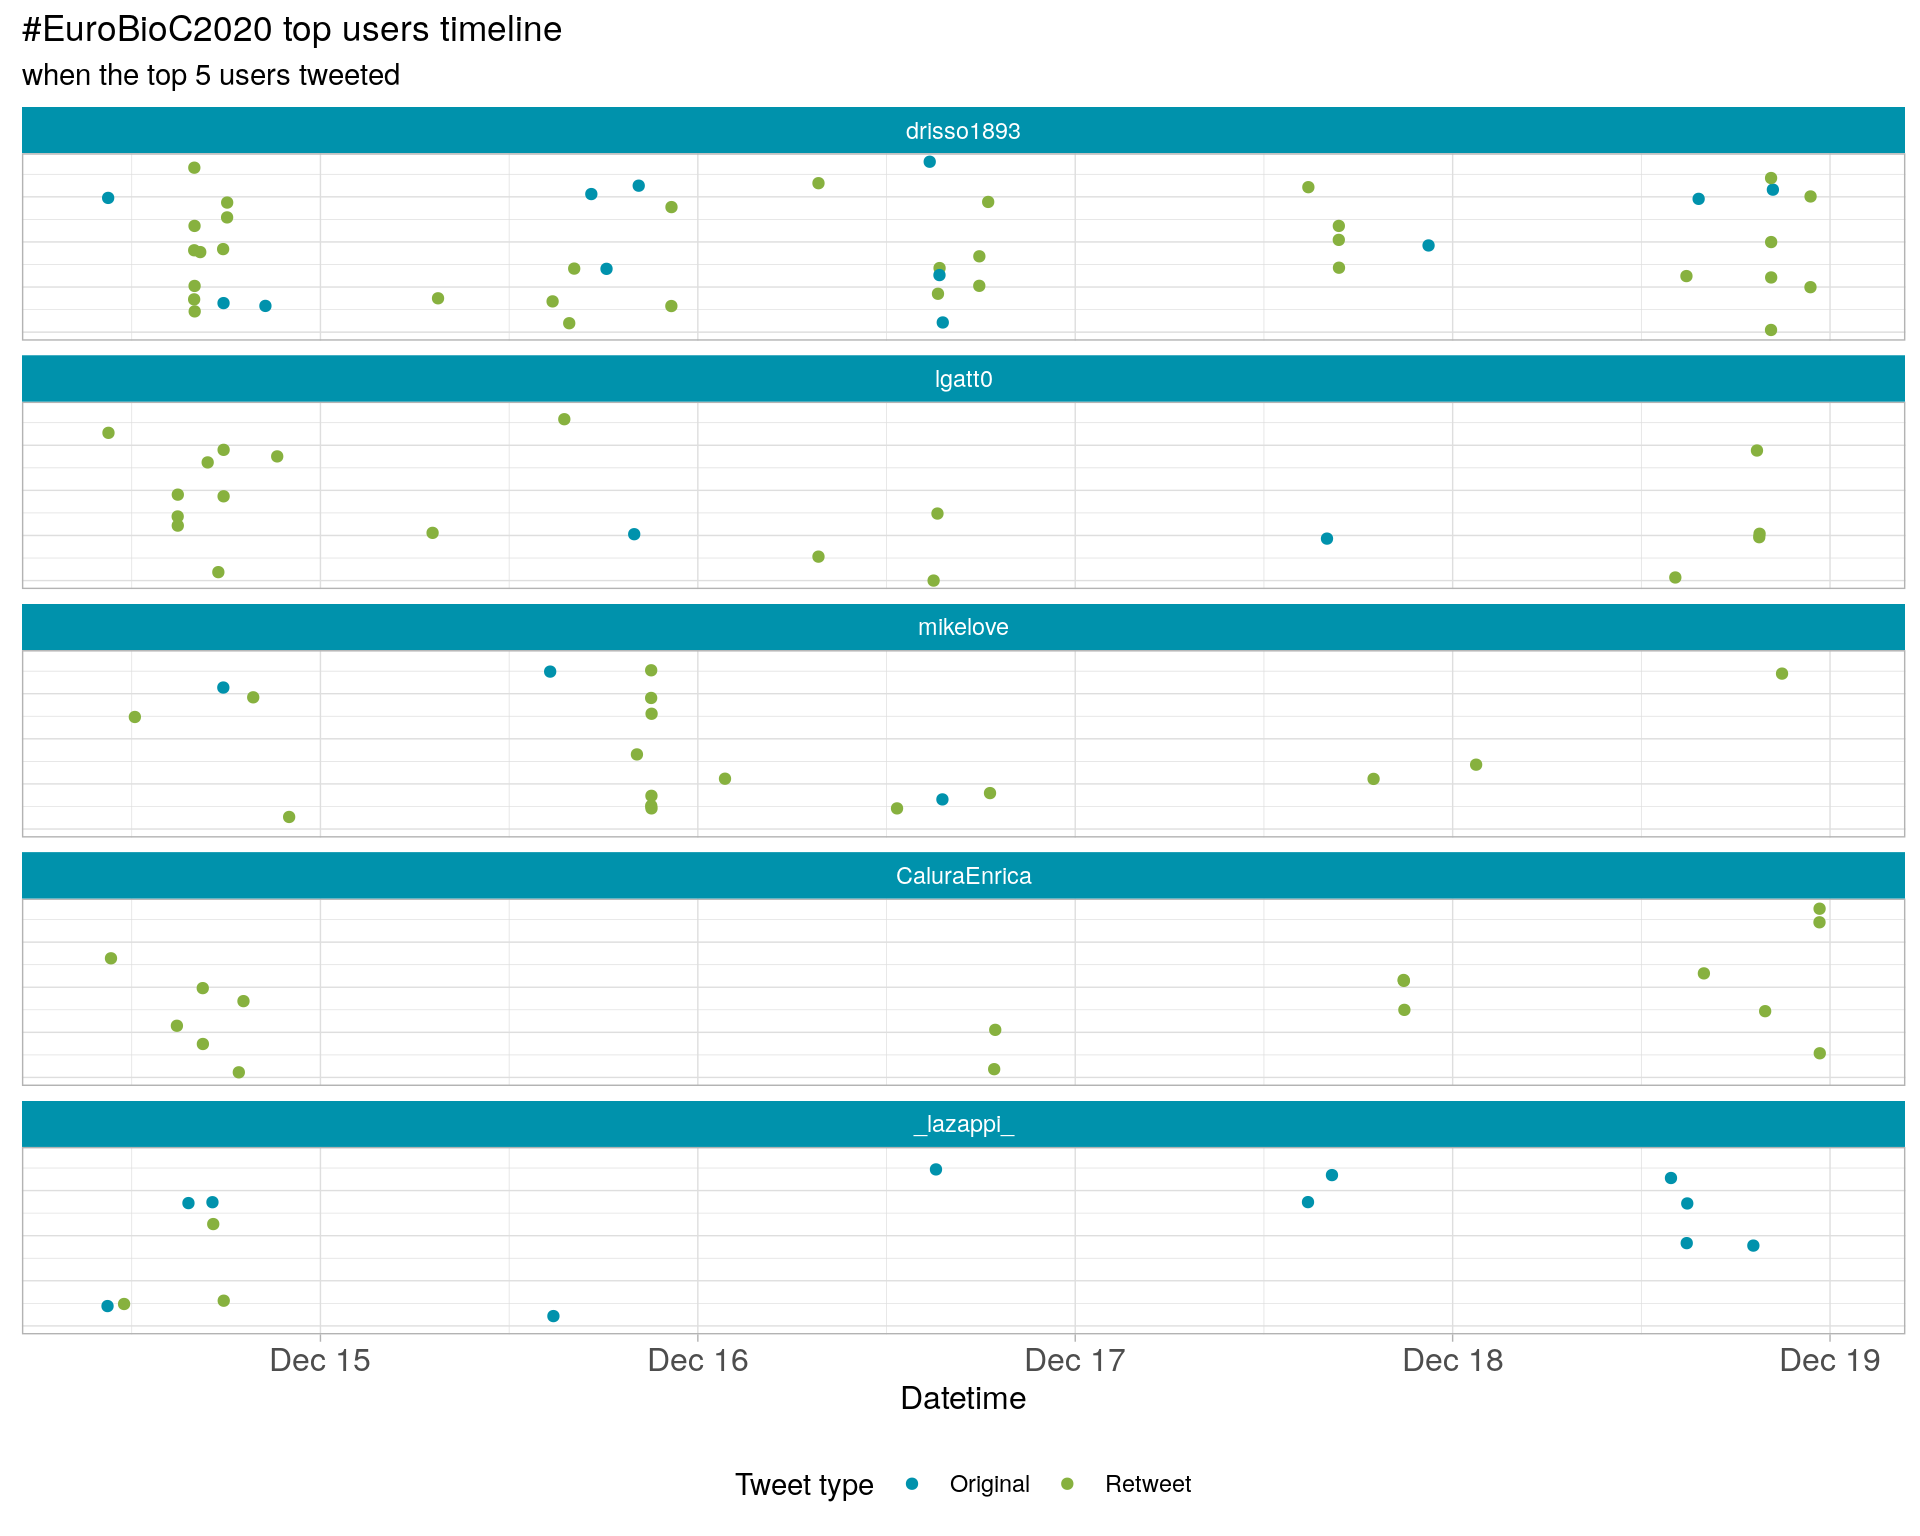 #EuroBioC2020 top users timeline
when the top 5 users tweeted
drisso1893
lgatt0
mikelove
CaluraEnrica
_lazappi_
Dec 15 Dec 16 Dec 17 Dec 18 Dec 19
Datetime
Tweet type Original Retweet